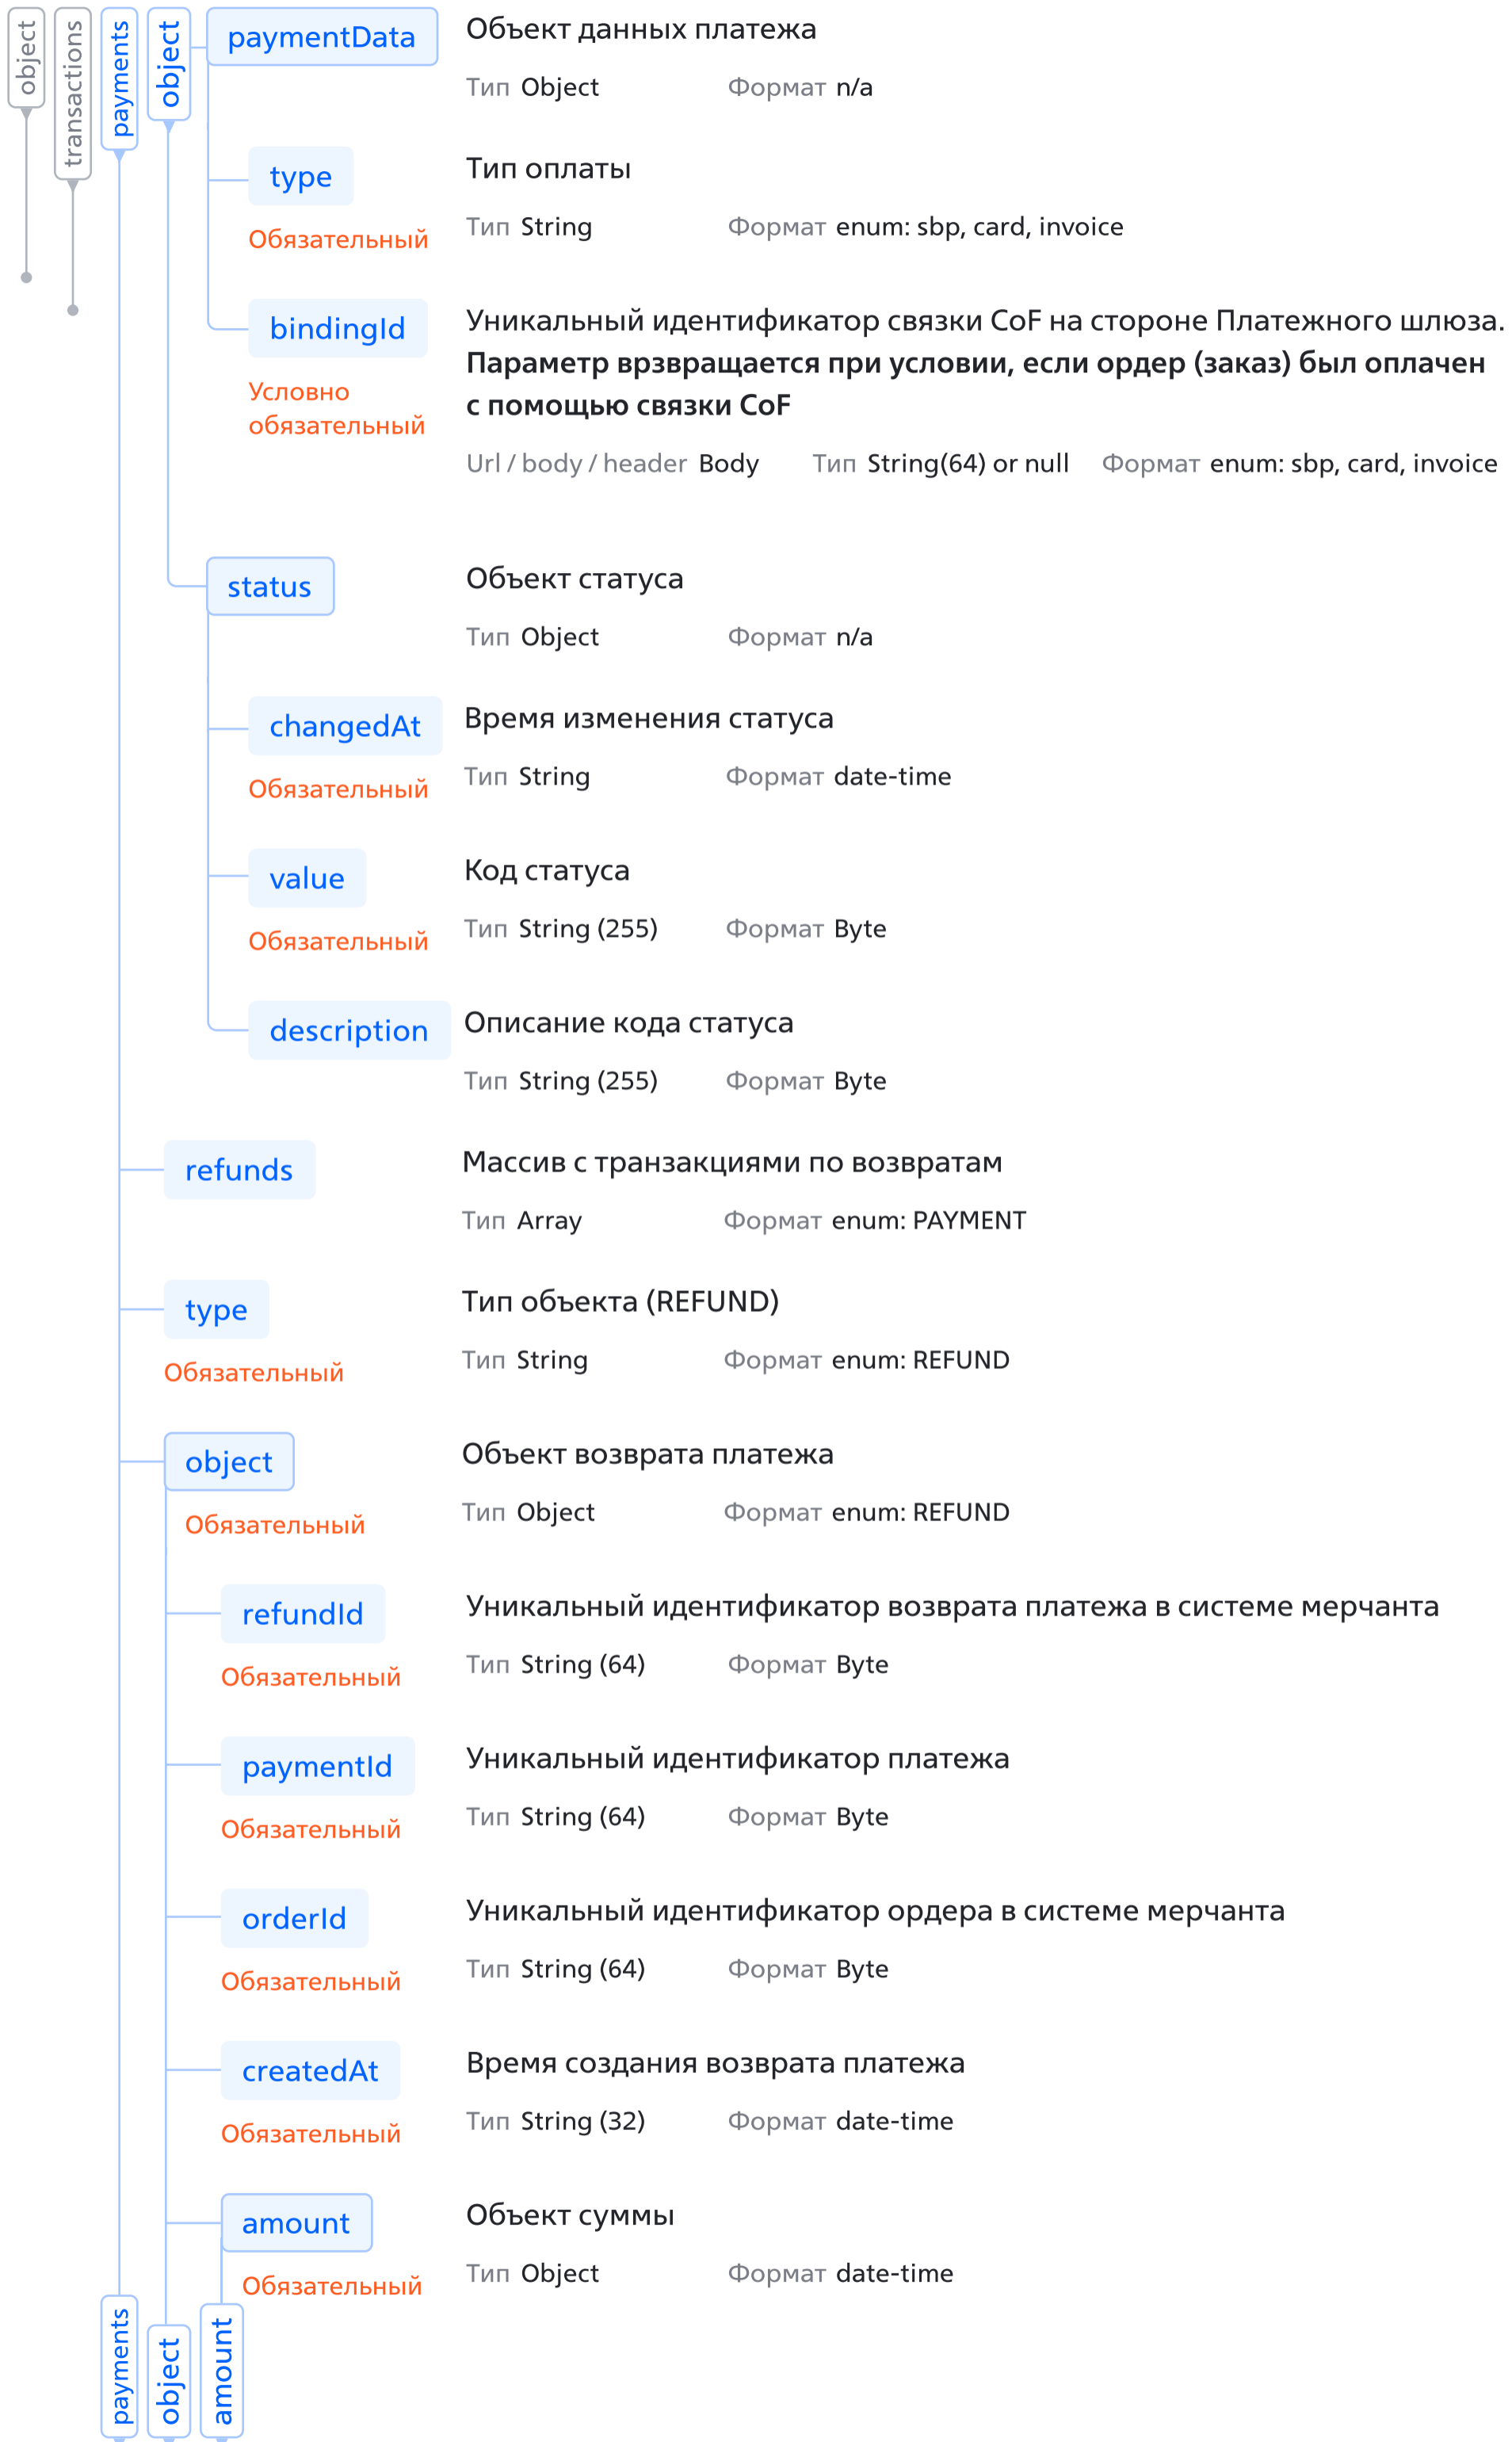 object
transactions
payments
object
paymentData
Объект данных платежа
Тип Object Формат n/a
type
Тип оплаты
Обязательный
Тип String Формат enum: sbp, card, invoice
bindingId
Уникальный идентификатор связки CoF на стороне Платежного шлюза.
Параметр врзвращается при условии, если ордер (заказ) был оплачен
с помощью связки CoF
Условно
обязательный
Url / body / header Body Тип String(64) or null Формат enum: sbp, card, invoice
status
Объект статуса
Тип Object Формат n/a
changedAt
Время изменения статуса
Обязательный
Тип String Формат date-time
value
Код статуса
Обязательный
Тип String (255) Формат Byte
description
Описание кода статуса
Тип String (255) Формат Byte
refunds
Массив с транзакциями по возвратам
Тип Array Формат enum: PAYMENT
type
Тип объекта (REFUND)
Обязательный
Тип String Формат enum: REFUND
object
Объект возврата платежа
Обязательный
Тип Object Формат enum: REFUND
refundId
Уникальный идентификатор возврата платежа в системе мерчанта
Обязательный
Тип String (64) Формат Byte
paymentId
Уникальный идентификатор платежа
Обязательный
Тип String (64) Формат Byte
orderId
Уникальный идентификатор ордера в системе мерчанта
Обязательный
Тип String (64) Формат Byte
createdAt
Время создания возврата платежа
Обязательный
Тип String (32) Формат date-time
amount
Объект суммы
Обязательный
Тип Object Формат date-time
payments
object
amount